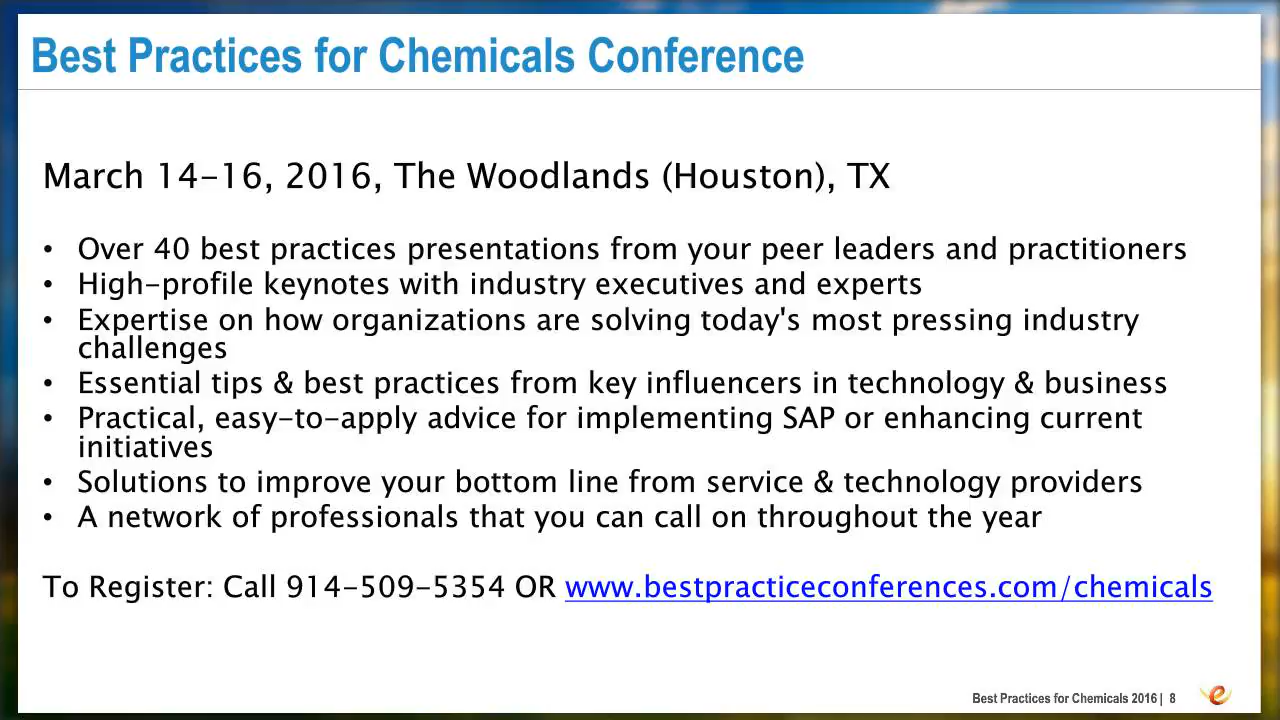 Best Practices for Chemicals Conference
March 14-16, 2016, The Woodlands (Houston), TX
• Over 40 best practices presentations from your peer leaders and practitioners
• High-profile keynotes with industry executives and experts
• Expertise on how organizations are solving today's most pressing industry
challenges
• Essential tips & best practices from key influencers in technology & business
• Practical, easy-to-apply advice for implementing SAP or enhancing current
initiatives
• Solutions to improve your bottom line from service & technology providers
• A network of professionals that you can call on throughout the year
To Register: Call 914-509-5354 OR www.bestpracticeconferences.com/chemicals
Best Practices for Chemicals 2016 | 8
e